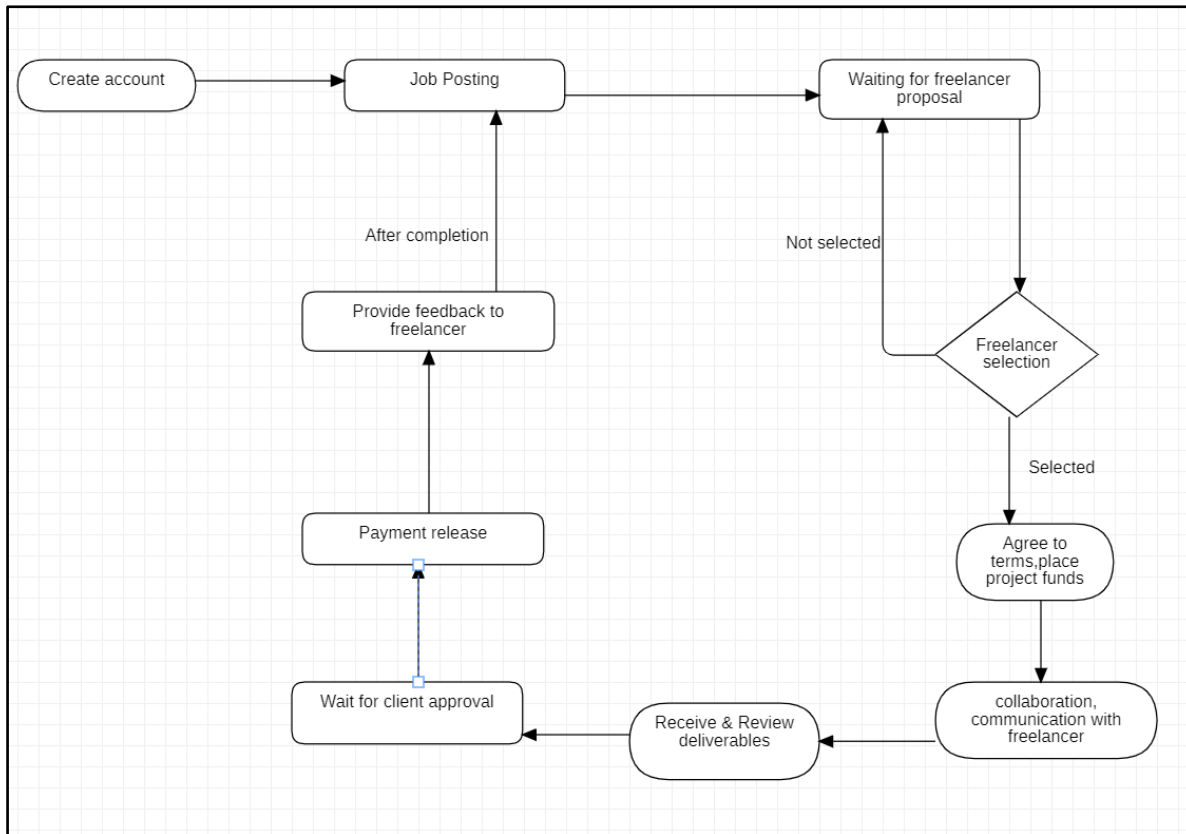 Create account
Job Posting
Waiting for freelancer
proposal
After completion
Not selected
Provide feedback to
freelancer
Freelancer
selection
Selected
Payment release
Agree to
terms,place
project funds
Wait for client approval
Receive & Review
deliverables
collaboration,
communication with
freelancer